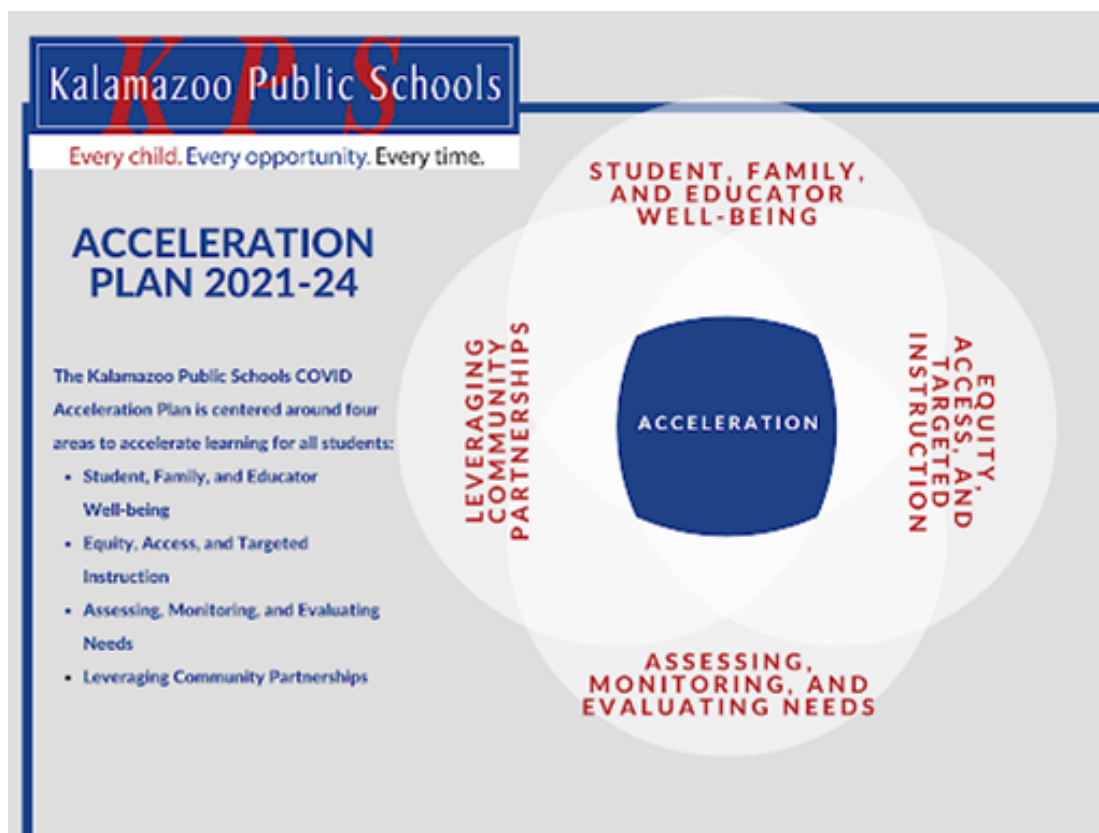 KPS
Kalamazoo Public Schools
Every child. Every opportunity. Every time.
ACCELERATION
PLAN 2021-24
The Kalamazoo Public Schools COVID
Acceleration Plan is centered around four
areas to accelerate learning for all students:
• Student, Family, and Educator
Well-being
• Equity, Access, and Targeted
Instruction
• Assessing, Monitoring, and Evaluating
Needs
• Leveraging Community Partnerships
STUDENT, FAMILY,
AND EDUCATOR
WELL-BEING
LEVERAGING
COMMUNITY
PARTNERSHIPS
ACCELERATION
EQUITY,
ACCESS, AND
TARGETED
INSTRUCTION
ASSESSING,
MONITORING, AND
EVALUATING NEEDS